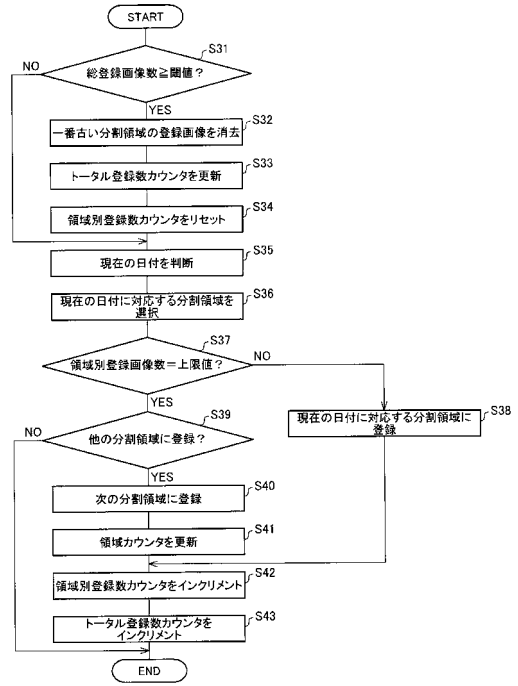 START
S31
NO
総登録画像数≧閾値?
YES
S32
一番古い分割領域の登録画像を消去
S33
トータル登録数カウンタを更新
S34
領域別登録数カウンタをリセット
S35
現在の日付を判断
S36
現在の日付に対応する分割領域を
選択
S37
領域別登録画像数=上限値?
NO
YES
S38
現在の日付に対応する分割領域に
登録
S39
NO
他の分割領域に登録?
YES
S40
次の分割領域に登録
S41
領域カウンタを更新
S42
領域別登録数カウンタをインクリメント
S43
トータル登録数カウンタを
インクリメント
END